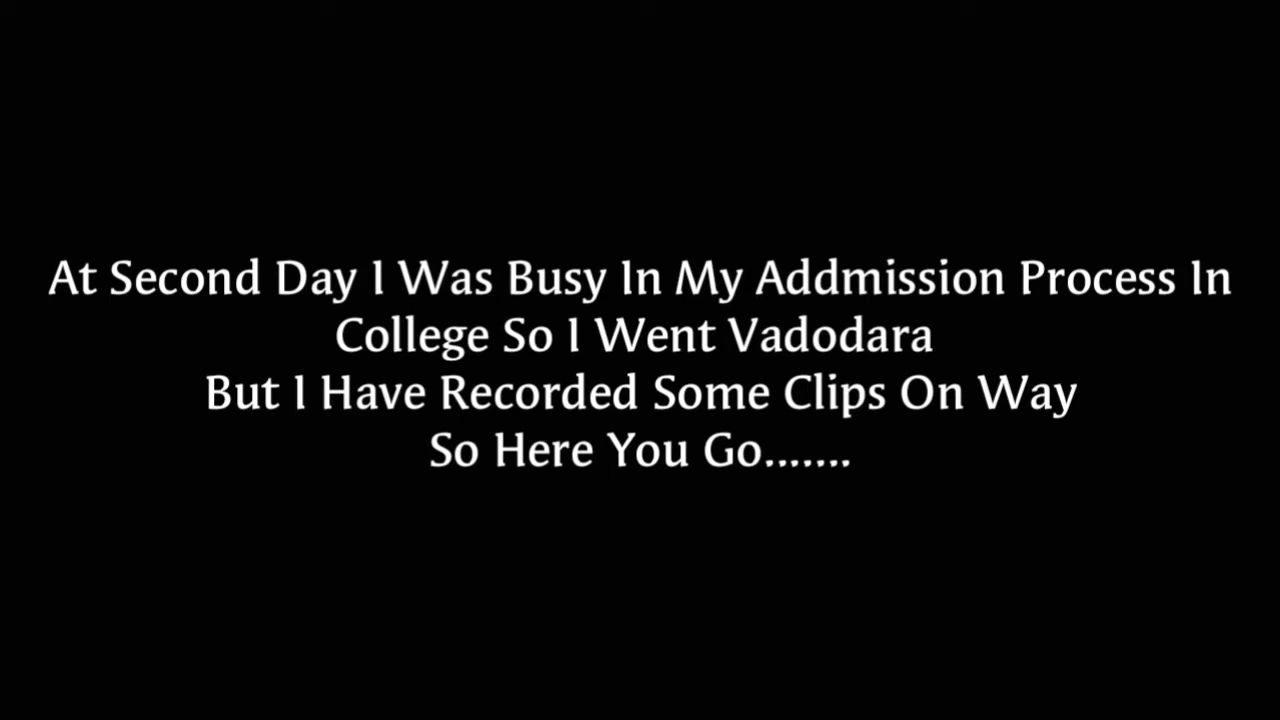 At Second Day I Was Busy In My Addmission Process In
College So I Went Vadodara
But I Have Recorded Some Clips On Way
So Here You Go.......